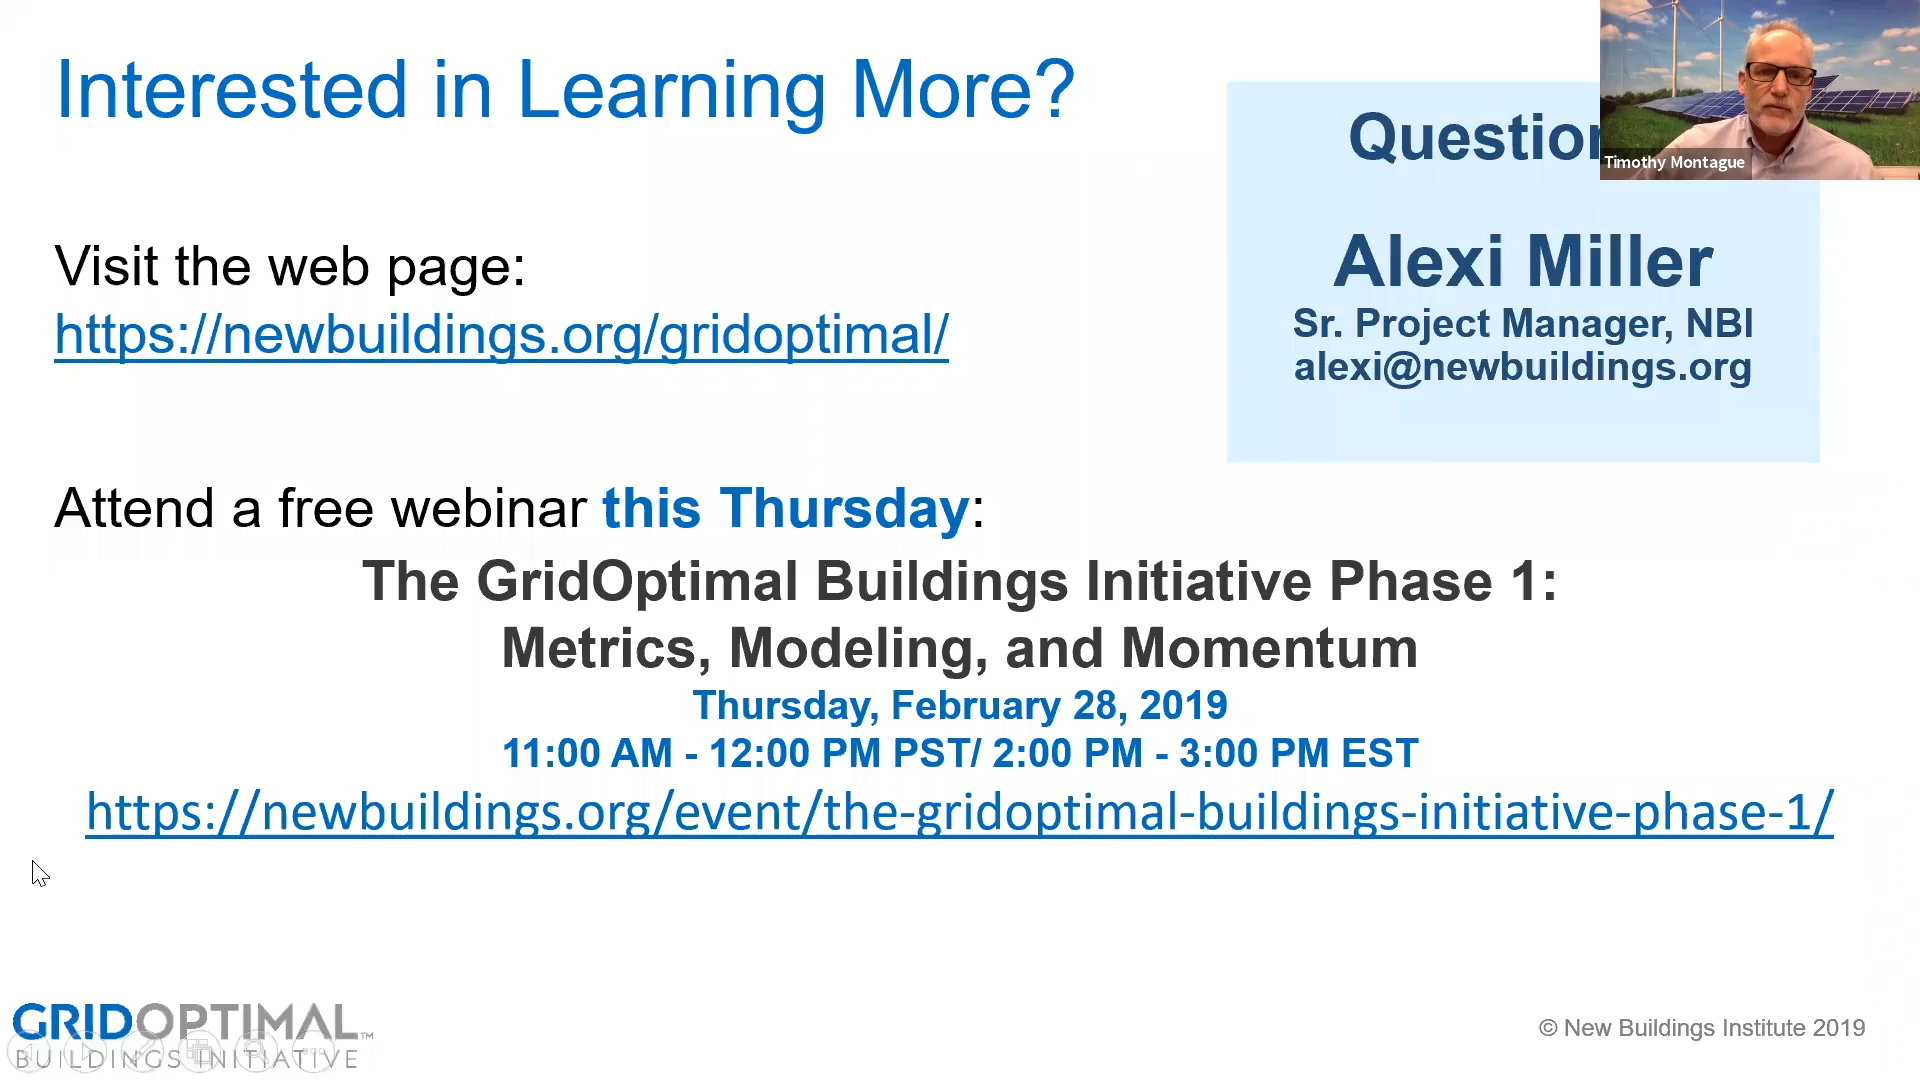 Interested in Learning More?
Question
Timothy Montague
Alexi Miller
Sr. Project Manager, NBI
alexi@newbuildings.org
Visit the web page:
https://newbuildings.org/gridoptimal/
Attend a free webinar this Thursday:
The GridOptimal Buildings Initiative Phase 1:
Metrics, Modeling, and Momentum
Thursday, February 28, 2019
11:00 AM - 12:00 PM PST/ 2:00 PM - 3:00 PM EST
https://newbuildings.org/event/the-gridoptimal-buildings-initiative-phase-1/
GRIDOPTIMAL™
BUILDINGS INITIATIVE
© New Buildings Institute 2019